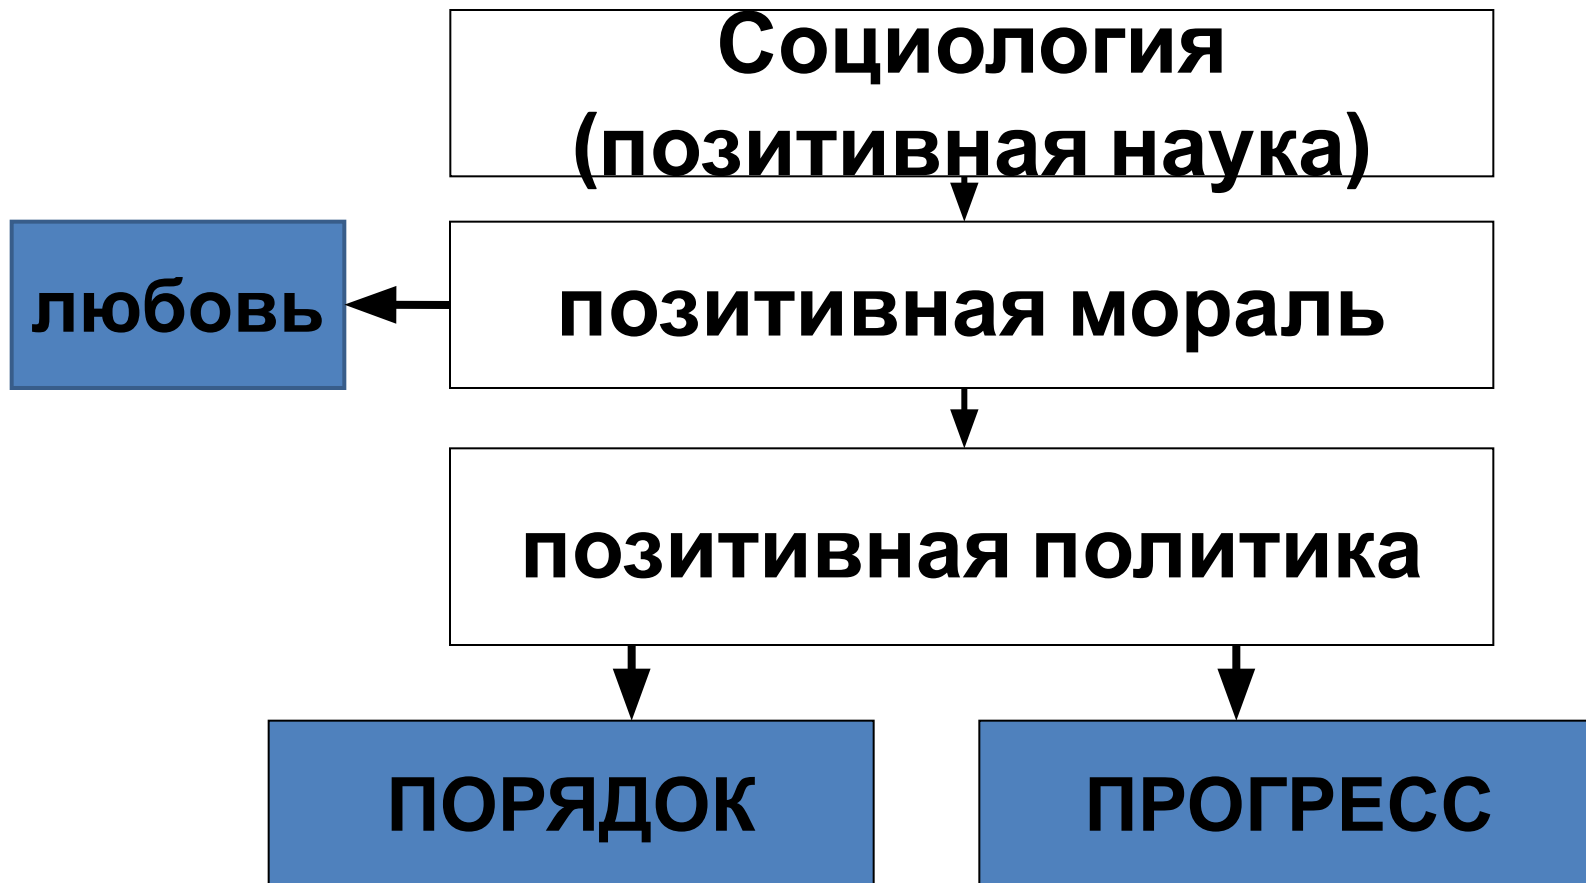 Социология
(позитивная наука)
любовь
позитивная мораль
позитивная политика
ПОРЯДОК
ПРОГРЕСС